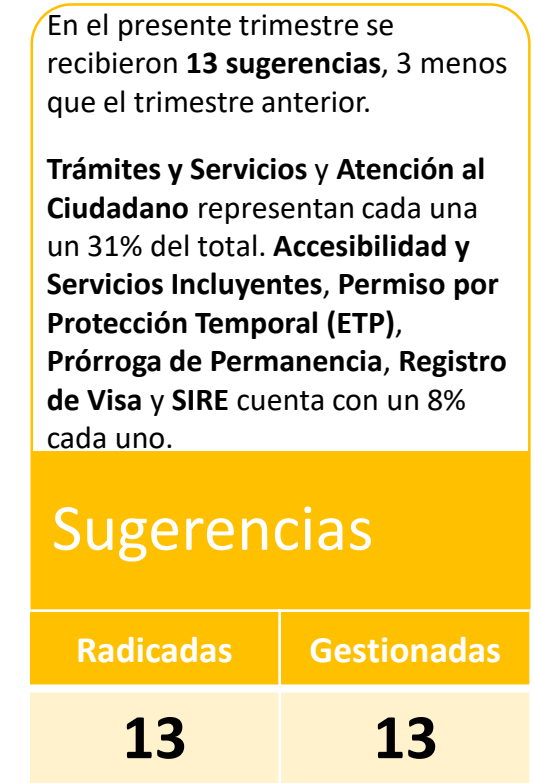 En el presente trimestre se
recibieron 13 sugerencias, 3 menos
que el trimestre anterior.
Trámites y Servicios y Atención al
Ciudadano representan cada una
un 31% del total. Accesibilidad y
Servicios Incluyentes, Permiso por
Protección Temporal (ETP),
Prórroga de Permanencia, Registro
de Visa y SIRE cuenta con un 8%
cada uno.
Sugerencias
Radicadas Gestionadas
13 13